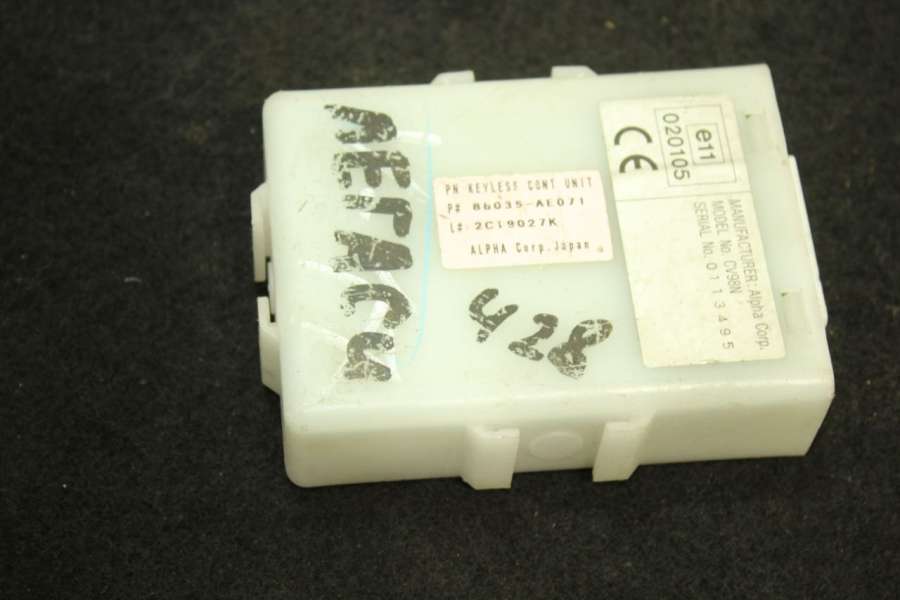 ΛΕΓΑCУ
428
PN KEYLESS CONT UNIT
P# 86035-AE071
L# 2C19027K
ALPHA Corp. Japan
e11
020105
CE
MANUFACTURER: Alpha Corp.
MODEL No. CV98N
SERIAL No. 0113495